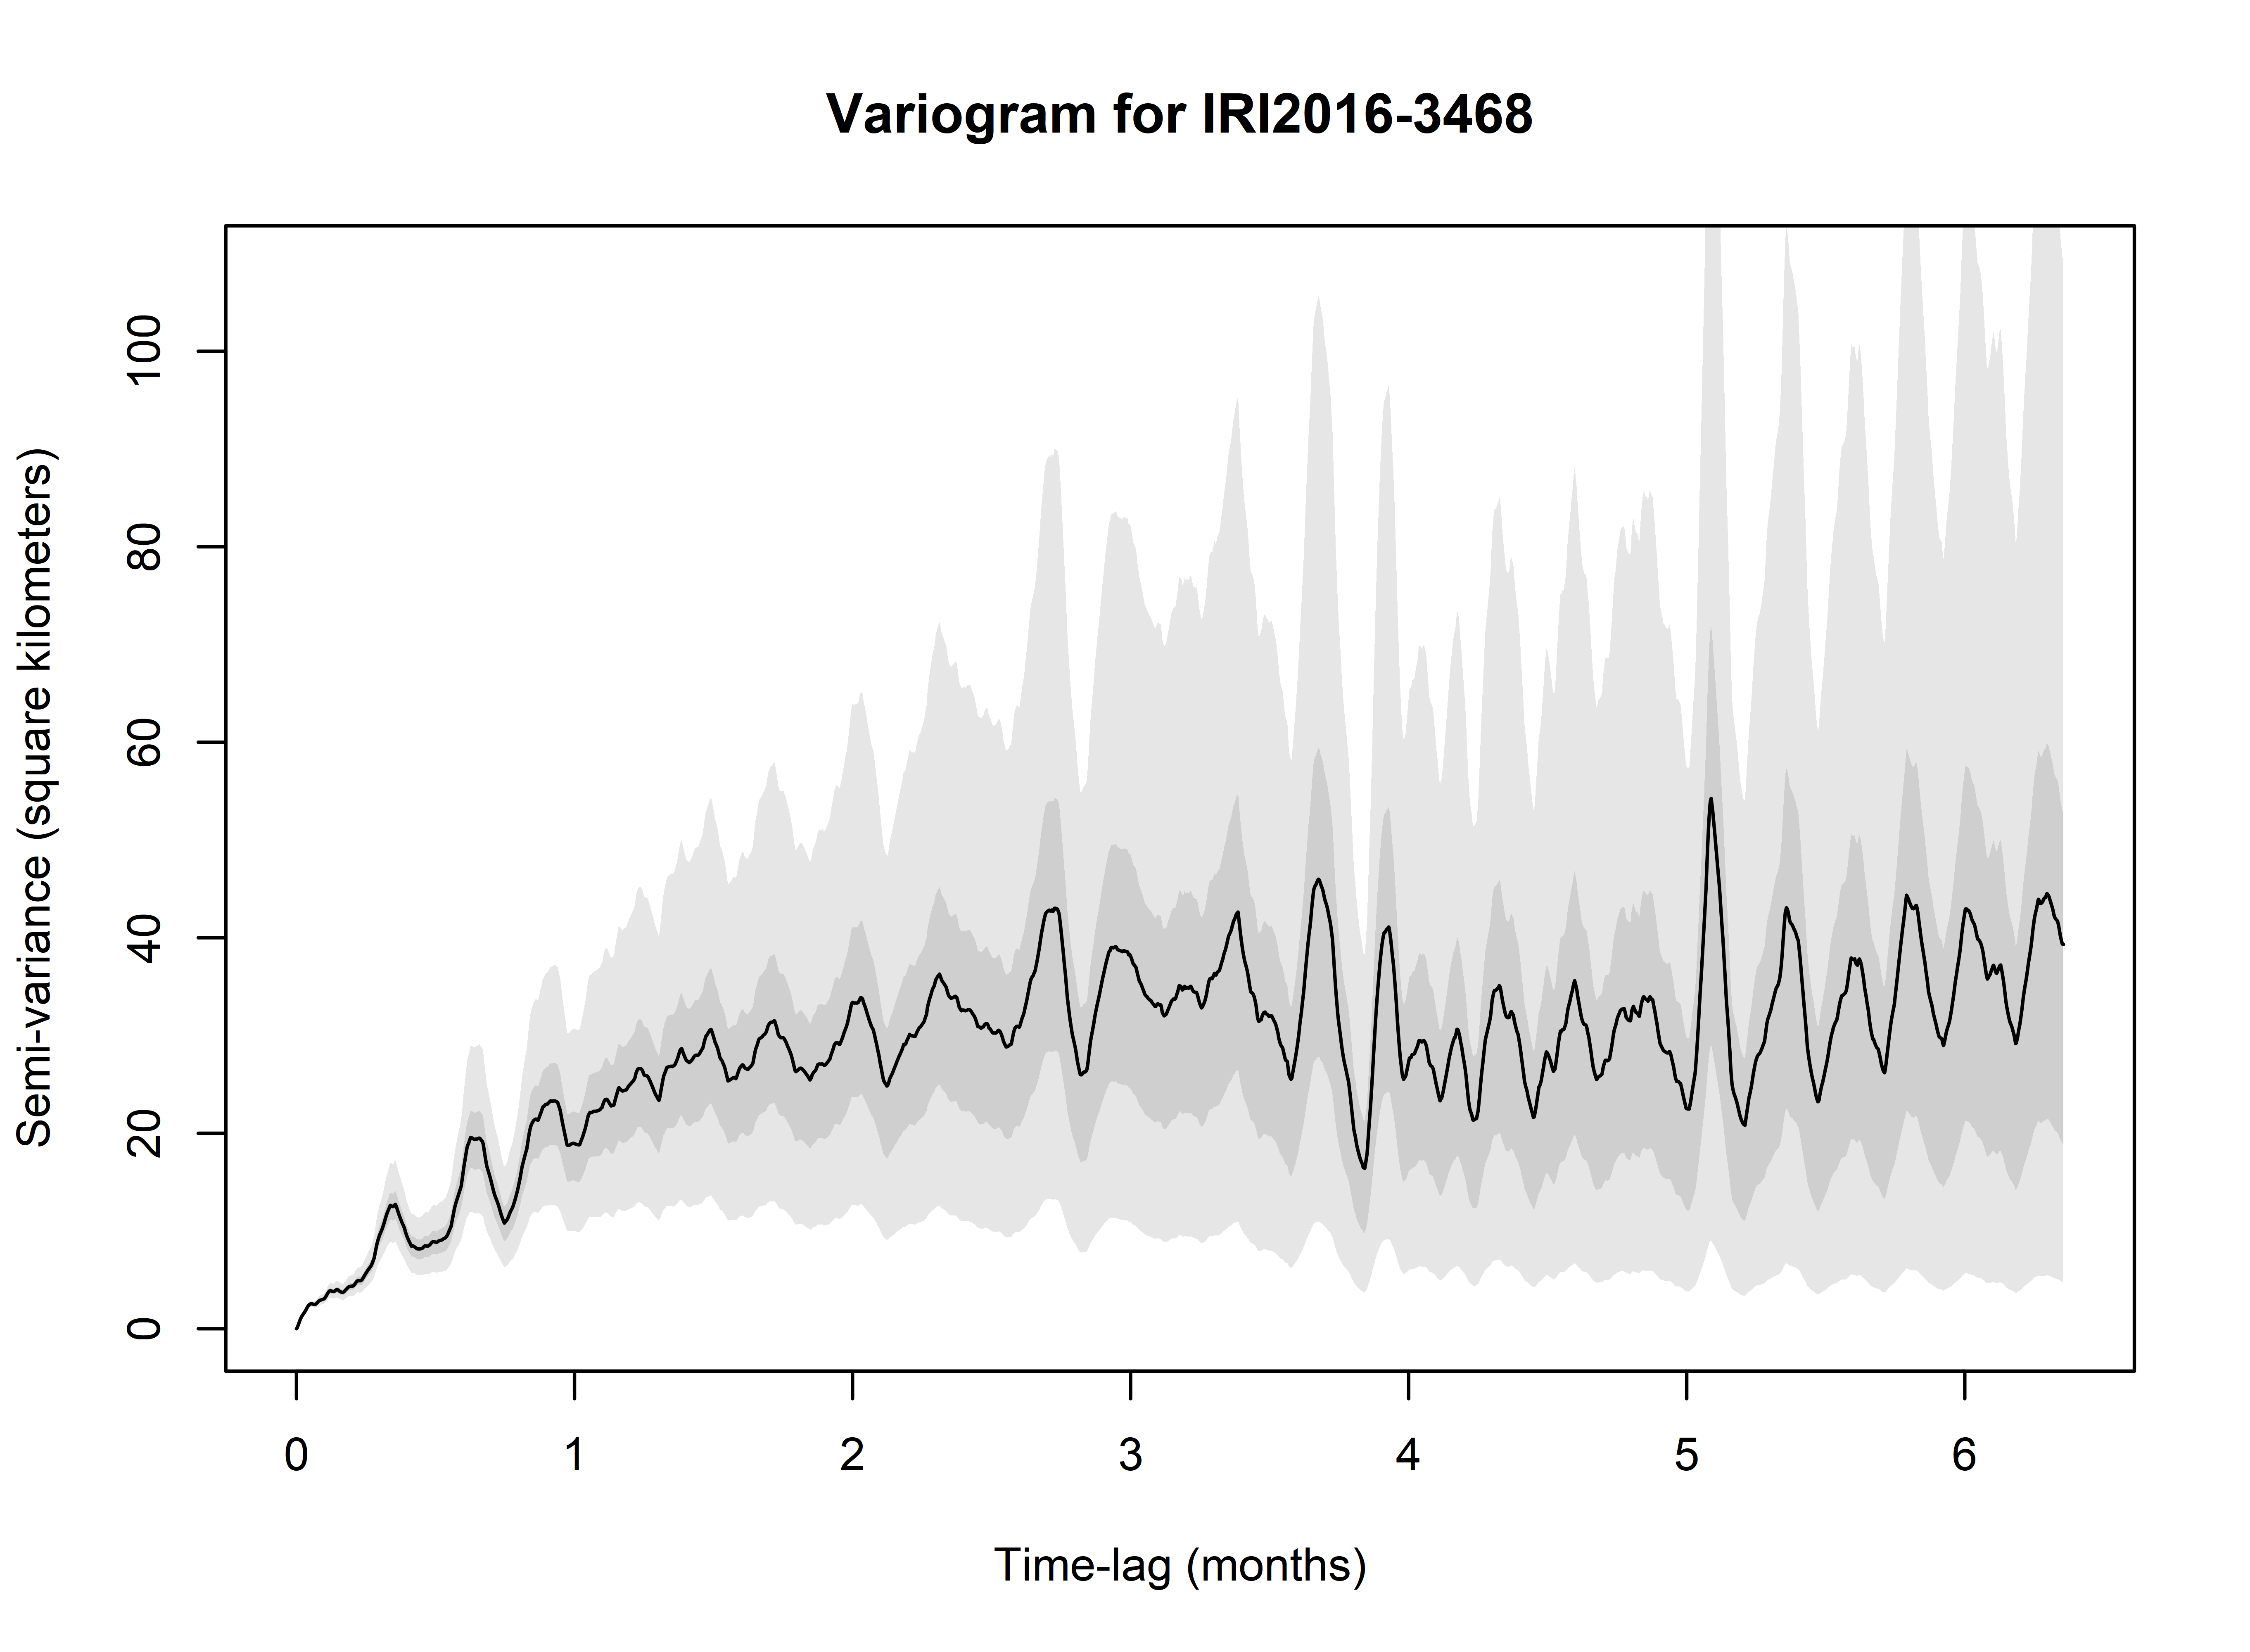 Variogram for IRI2016-3468
Semi-variance (square kilometers)
100
80
60
40
20
0
0 1 2 3 4 5 6
Time-lag (months)